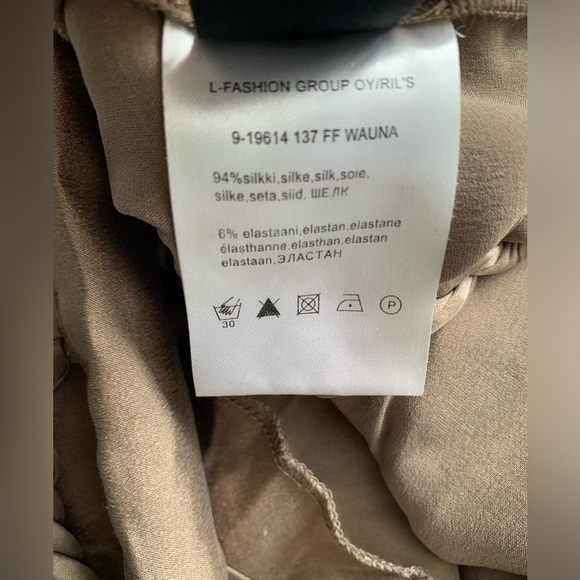 L-FASHION GROUP OY/RIL'S
9-19614 137 FF WAUNA
94%silkki,silke,silk,soie,
silke,seta,siid, ШЕЛК
6% elastaani,elastan,elastane
élasthanne,elasthan,elastan
elastaan,ЭЛАСТАН
30
P